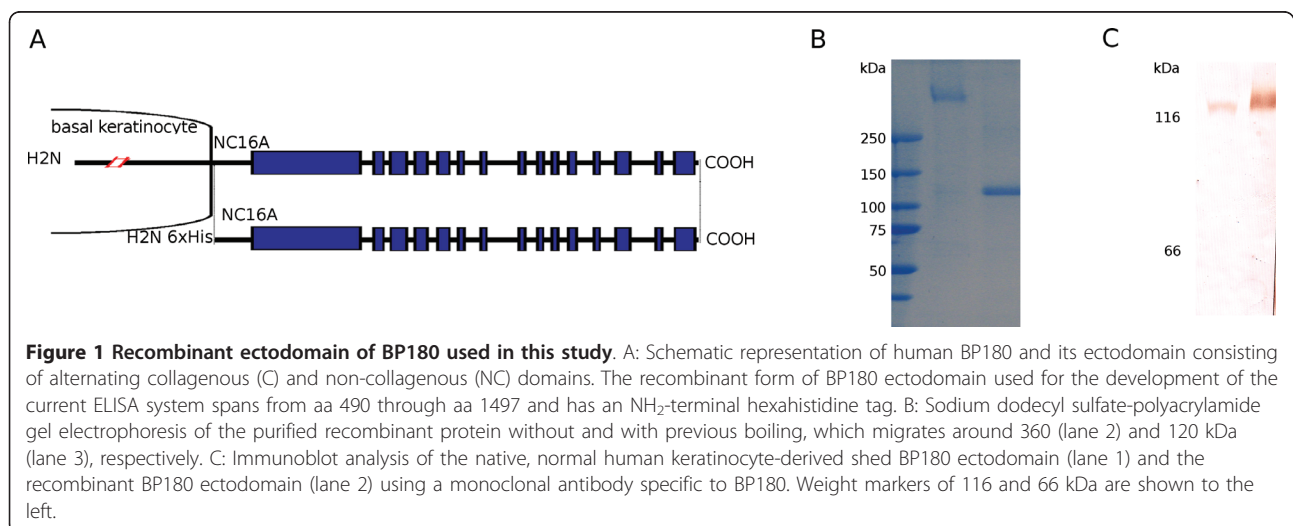 A
B
C
basal keratinocyte
NC16A
H2N
COOH
NC16A
H2N 6xHis
COOH
kDa
250
150
100
75
50
kDa
116
66
Figure 1 Recombinant ectodomain of BP180 used in this study. A: Schematic representation of human BP180 and its ectodomain consisting
of alternating collagenous (C) and non-collagenous (NC) domains. The recombinant form of BP180 ectodomain used for the development of the
current ELISA system spans from aa 490 through aa 1497 and has an NH₂-terminal hexahistidine tag. B: Sodium dodecyl sulfate-polyacrylamide
gel electrophoresis of the purified recombinant protein without and with previous boiling, which migrates around 360 (lane 2) and 120 kDa
(lane 3), respectively. C: Immunoblot analysis of the native, normal human keratinocyte-derived shed BP180 ectodomain (lane 1) and the
recombinant BP180 ectodomain (lane 2) using a monoclonal antibody specific to BP180. Weight markers of 116 and 66 kDa are shown to the
left.